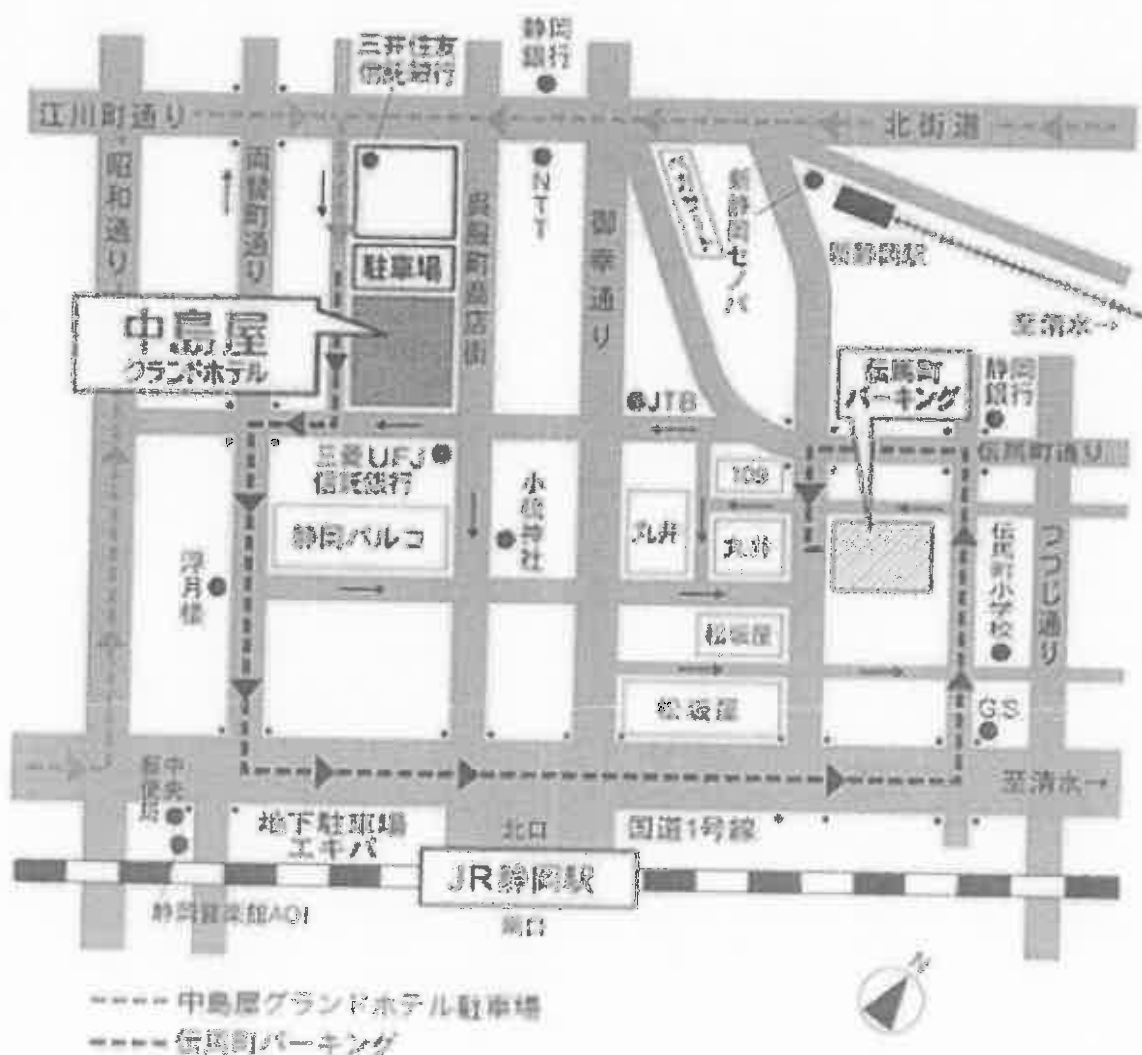 静岡
銀行
三井住友
信託銀行
江川町通り
北街道
昭和通り
両替町通り
呉服町商店街
NTT
御幸通り
新静岡セノバ
新静岡駅
至清水→
駐車場
中島屋
グランドホテル
伝馬町
パーキング
静岡
銀行
JTB
伝馬町通り
三菱UFJ
信託銀行
109
静岡パルコ
小梳神社
丸井
丸井
伝馬町小学校
つつじ通り
浮月楼
松坂屋
松坂屋
GS
中央
郵便局
至清水→
地下駐車場
エキパ
北口
国道1号線
JR静岡駅
静岡音楽館AOI
南口
N
中島屋グランドホテル駐車場
伝馬町パーキング